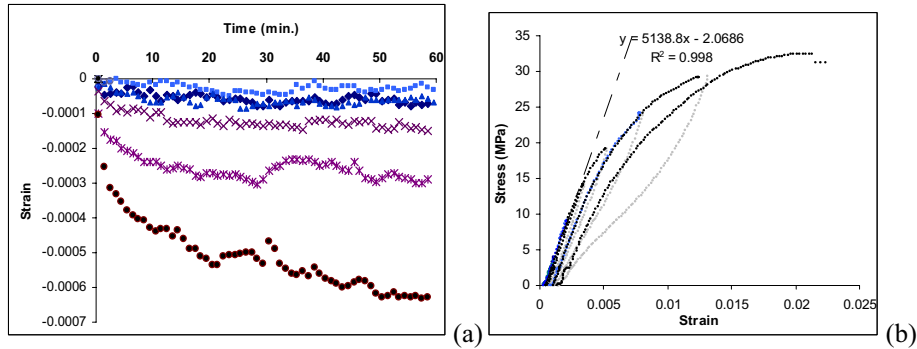 Time (min.)
0 10 20 30 40 50 60
0
-0.0001
-0.0002
-0.0003
-0.0004
-0.0005
-0.0006
-0.0007
Strain
(a)
y = 5138.8x - 2.0686
R² = 0.998
35
30
25
20
15
10
5
0
Stress (MPa)
0 0.005 0.01 0.015 0.02 0.025
Strain
(b)